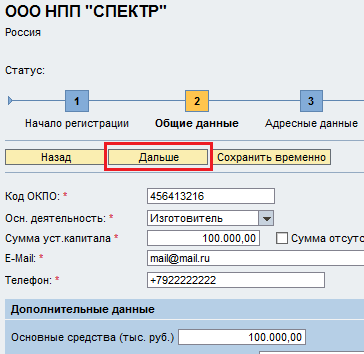 ООО НПП "СПЕКТР"
Россия
Статус:
1 2 3
Начало регистрации Общие данные Адресные данные
Назад Дальше Сохранить временно
Код ОКПО: * 456413216
Осн. деятельность: * Изготовитель
Сумма уст.капитала * 100.000,00 Сумма отсутс
E-Mail: * mail@mail.ru
Телефон: * +7922222222
Дополнительные данные
Основные средства (тыс. руб.) 100.000,00